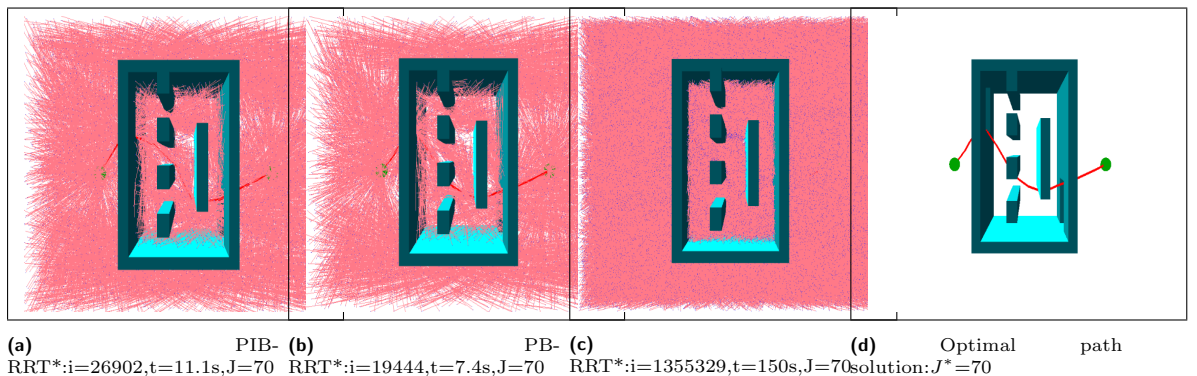 (a) PIB-
RRT*:i=26902,t=11.1s,J=70
(b) PB-
RRT*:i=19444,t=7.4s,J=70
(c)
RRT*:i=1355329,t=150s,J=70
(d) Optimal path
solution:J*=70